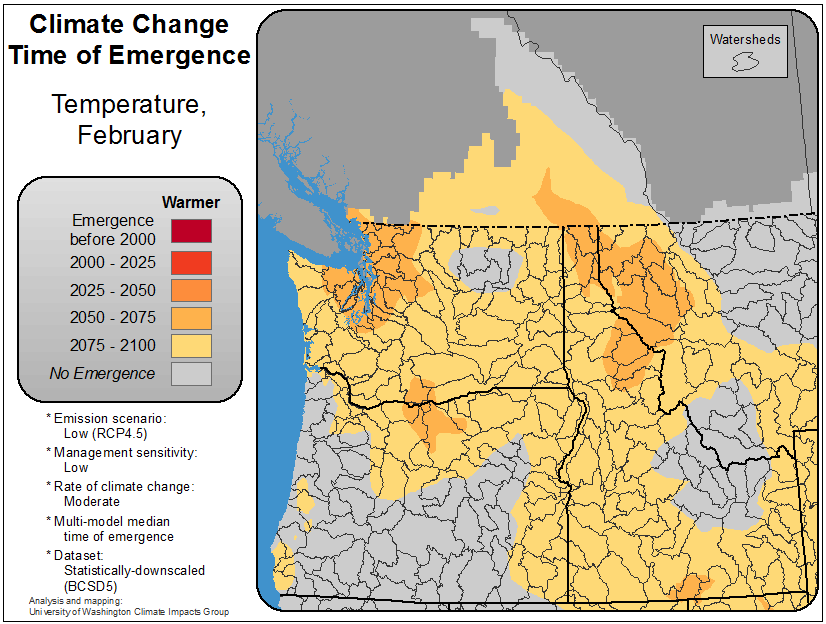 Climate Change
Time of Emergence
Temperature,
February
Warmer
Emergence
before 2000
2000 - 2025
2025 - 2050
2050 - 2075
2075 - 2100
No Emergence
* Emission scenario:
Low (RCP4.5)
* Management sensitivity:
Low
* Rate of climate change:
Moderate
* Multi-model median
time of emergence
* Dataset:
Statistically-downscaled
(BCSD5)
Analysis and mapping:
University of Washington Climate Impacts Group
Watersheds